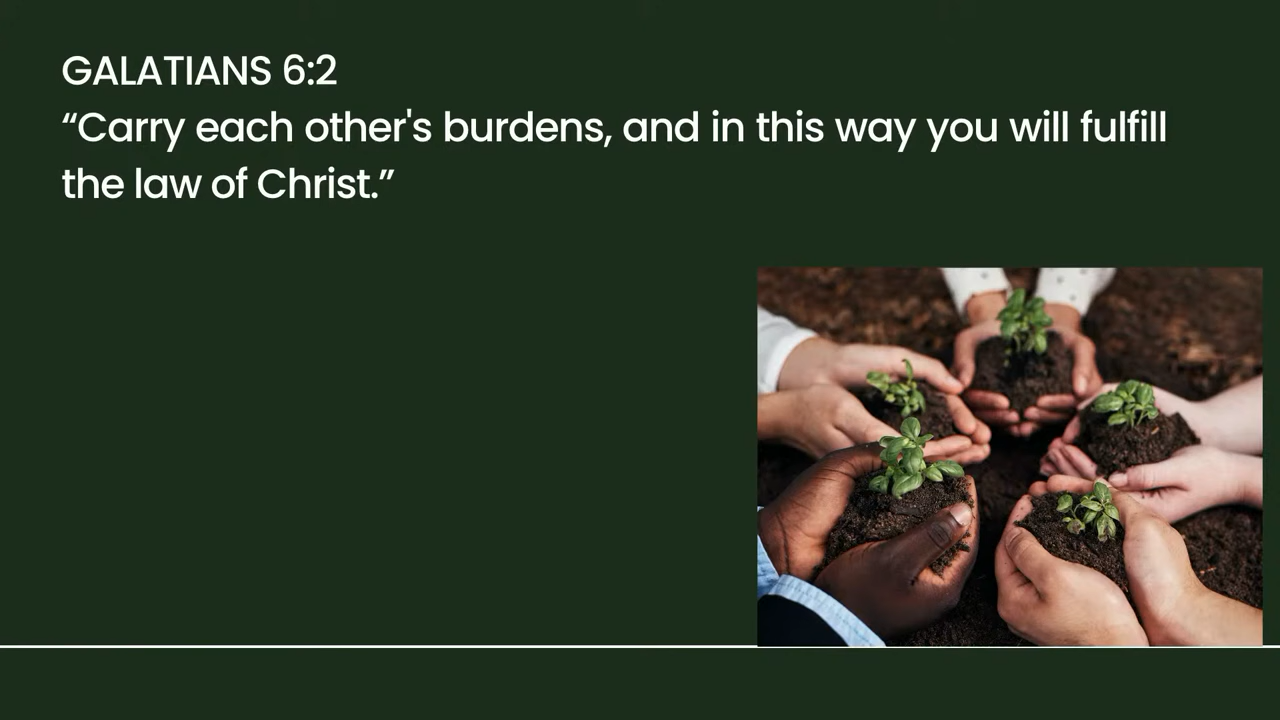 GALATIANS 6:2
“Carry each other's burdens, and in this way you will fulfill
the law of Christ.”